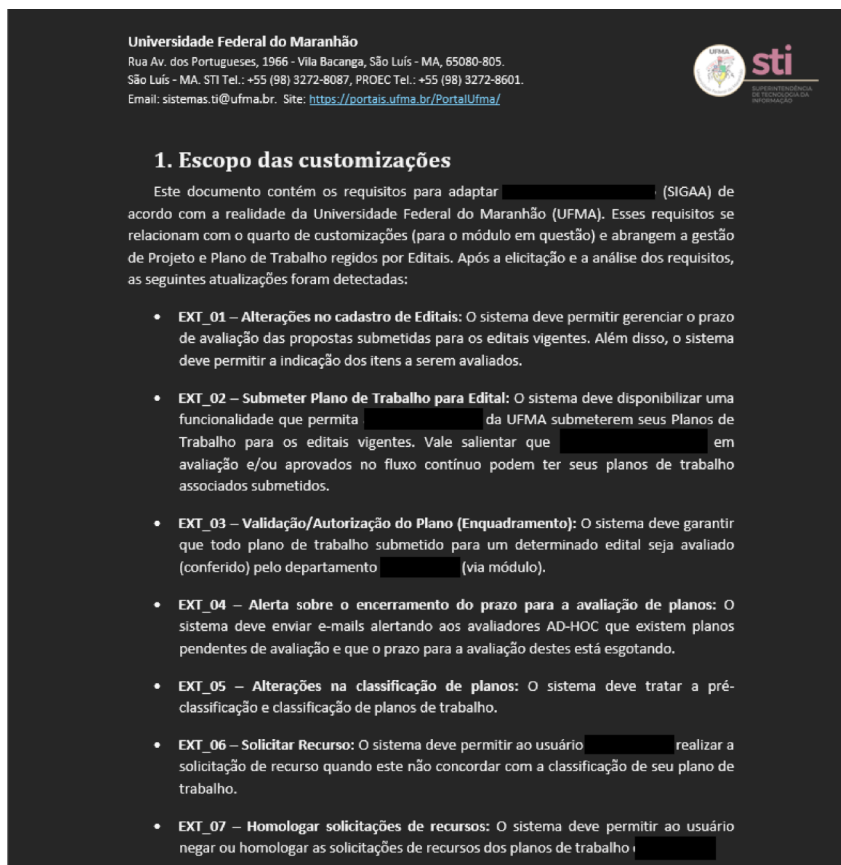 Universidade Federal do Maranhão
Rua Av. dos Portugueses, 1966 - Vila Bacanga, São Luís - MA, 65080-805.
São Luís - MA. STI Tel.: +55 (98) 3272-8087, PROEC Tel.: +55 (98) 3272-8601.
Email: sistemas.ti@ufma.br. Site: https://portais.ufma.br/PortalUfma/
UFMA
sti
SUPERINTENDÊNCIA
DE TECNOLOGIA DA
INFORMAÇÃO
1. Escopo das customizações
Este documento contém os requisitos para adaptar (SIGAA) de
acordo com a realidade da Universidade Federal do Maranhão (UFMA). Esses requisitos se
relacionam com o quarto de customizações (para o módulo em questão) e abrangem a gestão
de Projeto e Plano de Trabalho regidos por Editais. Após a elicitação e a análise dos requisitos,
as seguintes atualizações foram detectadas:
• EXT_01 – Alterações no cadastro de Editais: O sistema deve permitir gerenciar o prazo
de avaliação das propostas submetidas para os editais vigentes. Além disso, o sistema
deve permitir a indicação dos itens a serem avaliados.
• EXT_02 – Submeter Plano de Trabalho para Edital: O sistema deve disponibilizar uma
funcionalidade que permita da UFMA submeterem seus Planos de
Trabalho para os editais vigentes. Vale salientar que em
avaliação e/ou aprovados no fluxo contínuo podem ter seus planos de trabalho
associados submetidos.
• EXT_03 – Validação/Autorização do Plano (Enquadramento): O sistema deve garantir
que todo plano de trabalho submetido para um determinado edital seja avaliado
(conferido) pelo departamento (via módulo).
• EXT_04 – Alerta sobre o encerramento do prazo para a avaliação de planos: O
sistema deve enviar e-mails alertando aos avaliadores AD-HOC que existem planos
pendentes de avaliação e que o prazo para a avaliação destes está esgotando.
• EXT_05 – Alterações na classificação de planos: O sistema deve tratar a pré-
classificação e classificação de planos de trabalho.
• EXT_06 – Solicitar Recurso: O sistema deve permitir ao usuário realizar a
solicitação de recurso quando este não concordar com a classificação de seu plano de
trabalho.
• EXT_07 – Homologar solicitações de recursos: O sistema deve permitir ao usuário
negar ou homologar as solicitações de recursos dos planos de trabalho